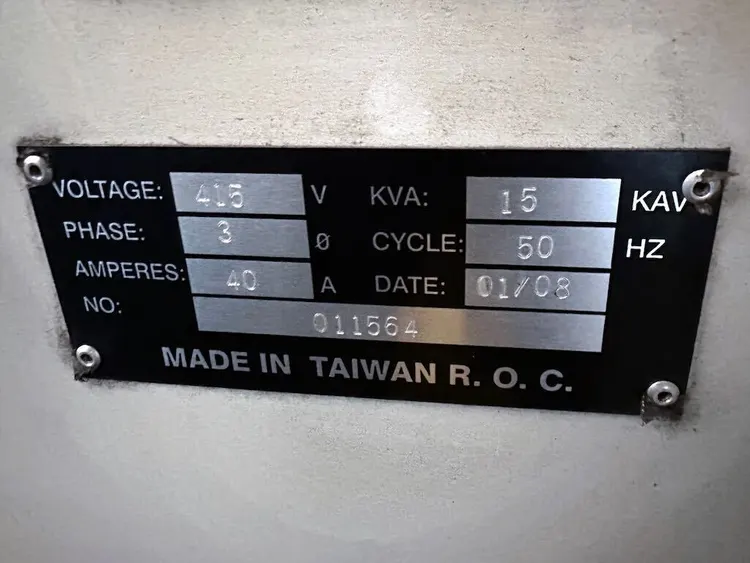 VOLTAGE: 415 V KVA: 15 KAV
PHASE: 3 Ø CYCLE: 50 HZ
AMPERES: 40 A DATE: 01/08
NO: 011564
MADE IN TAIWAN R. O. C.